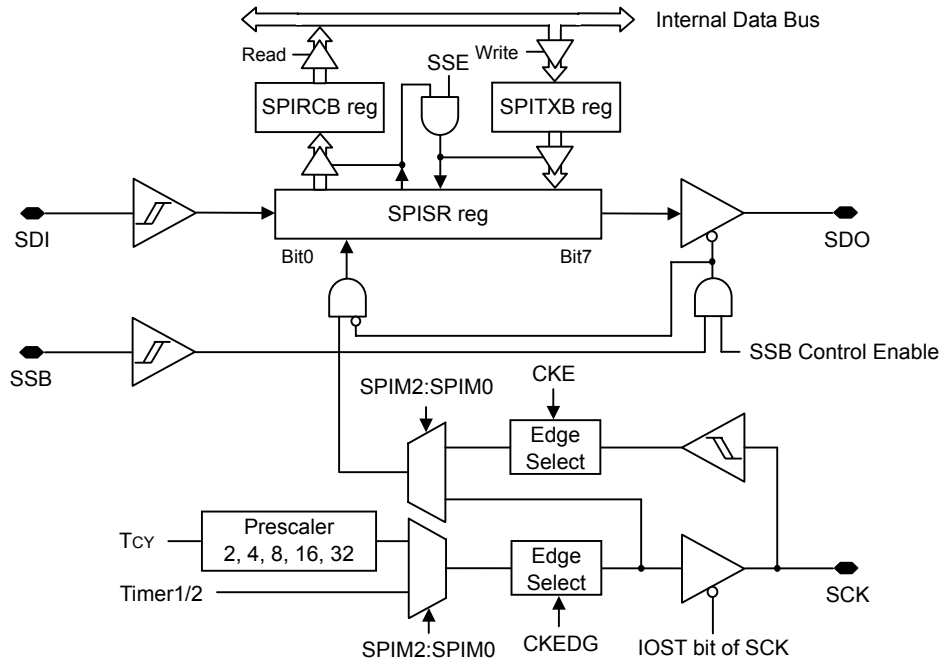 Internal Data Bus
Read
SSE
Write
SPIRCB reg
SPITXB reg
SPISR reg
SDI
SDO
Bit0
Bit7
SSB
SSB Control Enable
SPIM2:SPIM0
CKE
Edge
Select
Prescaler
2, 4, 8, 16, 32
TCY
Edge
Select
Timer1/2
SCK
SPIM2:SPIM0
CKEDG
IOST bit of SCK